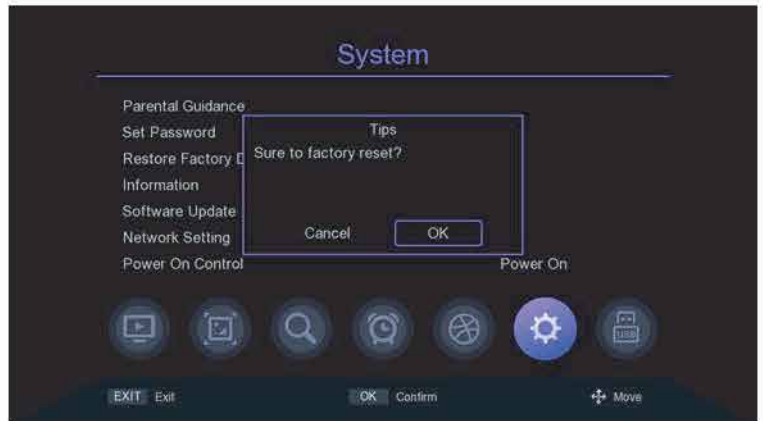 System
Parental Guidance
Set Password
Restore Factory D
Information
Software Update
Network Setting
Power On Control
Power On
Tips
Sure to factory reset?
Cancel
OK
USB
EXIT Exit
OK Confirm
Move